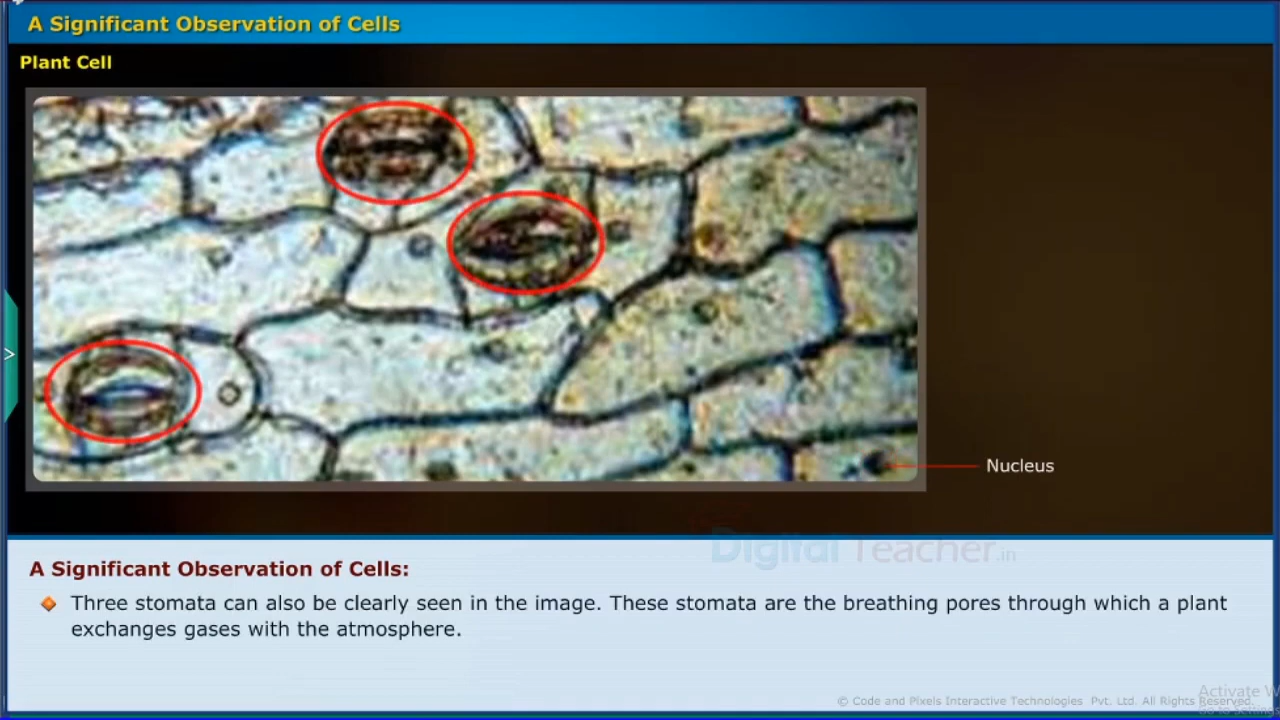 A Significant Observation of Cells
Plant Cell
>
Nucleus
Digital Teacher.in
A Significant Observation of Cells:
Three stomata can also be clearly seen in the image. These stomata are the breathing pores through which a plant
exchanges gases with the atmosphere.
Activate W
© Code and Pixels Interactive Technologies Pvt. Ltd. All Rights Reserved.